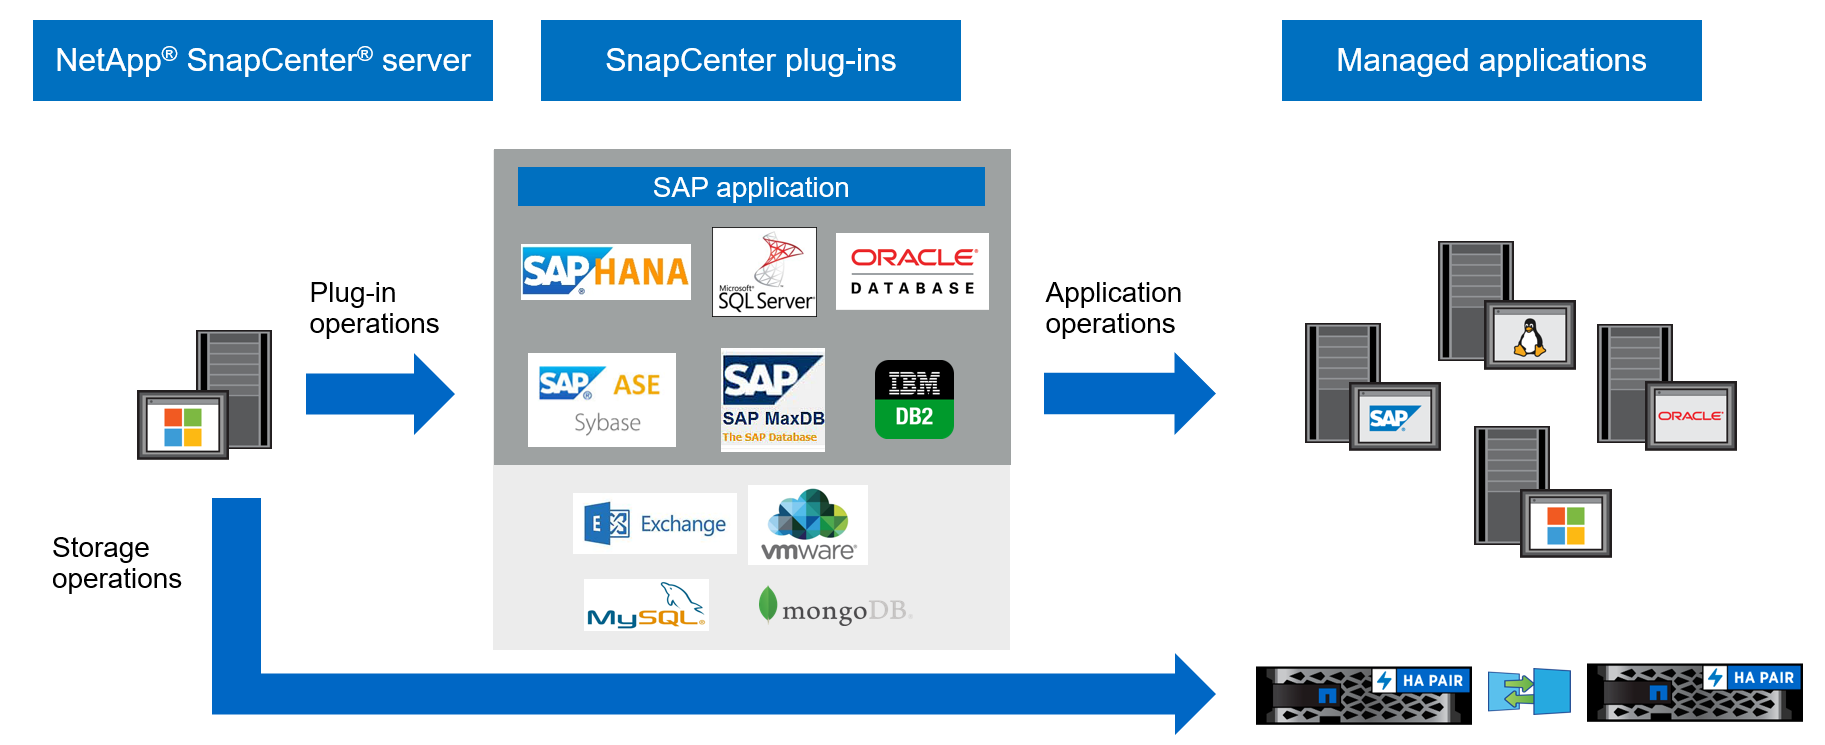 NetApp® SnapCenter® server
SnapCenter plug-ins
Managed applications
SAP application
SAP® HANA
Microsoft®
SQL Server®
ORACLE®
DATABASE
Plug-in
operations
Application
operations
SAP® ASE
Sybase
SAP
SAP MaxDB
The SAP Database
IBM
DB2
SAP
ORACLE®
E Exchange
vmware®
MySQL®
mongoDB®
Storage
operations
HA PAIR
HA PAIR